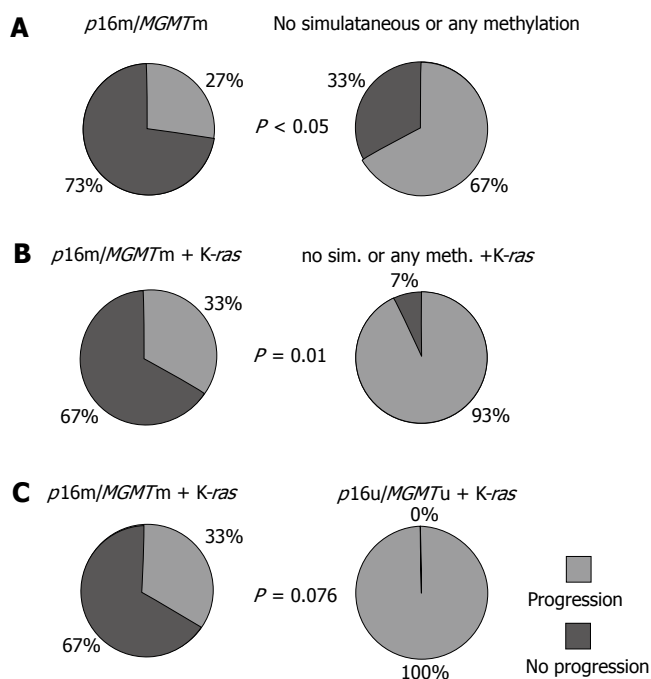 A
p16m/MGMTm
No simulataneous or any methylation
27%
73%
P < 0.05
33%
67%
B
p16m/MGMTm + K-ras
no sim. or any meth. +K-ras
33%
67%
P = 0.01
7%
93%
C
p16m/MGMTm + K-ras
p16u/MGMTu + K-ras
33%
67%
P = 0.076
0%
100%
Progression
No progression